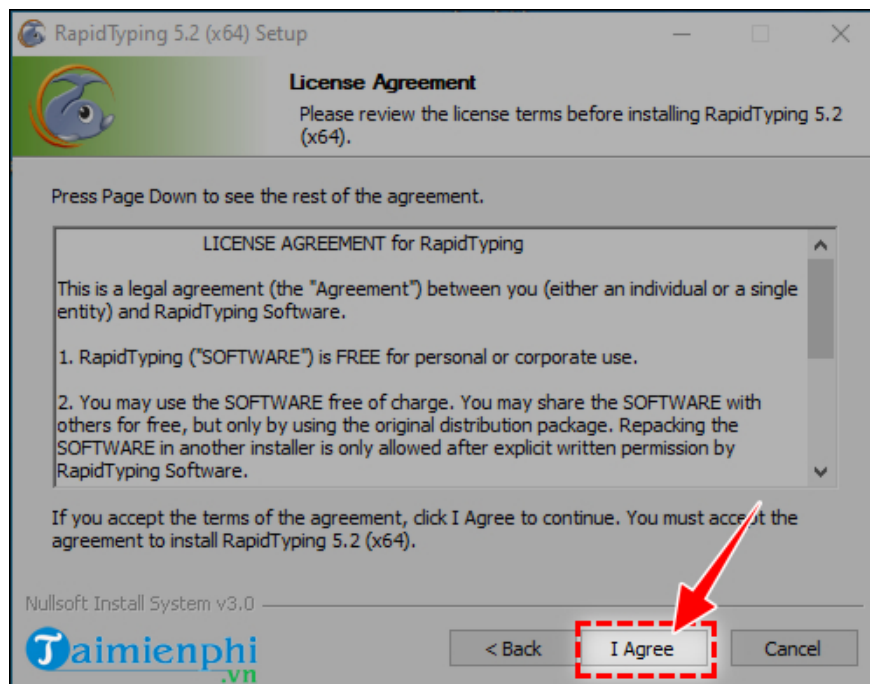 RapidTyping 5.2 (x64) Setup
License Agreement
Please review the license terms before installing RapidTyping 5.2
(x64).
Press Page Down to see the rest of the agreement.
LICENSE AGREEMENT for RapidTyping
This is a legal agreement (the "Agreement") between you (either an individual or a single
entity) and RapidTyping Software.
1. RapidTyping ("SOFTWARE") is FREE for personal or corporate use.
2. You may use the SOFTWARE free of charge. You may share the SOFTWARE with
others for free, but only by using the original distribution package. Repacking the
SOFTWARE in another installer is only allowed after explicit written permission by
RapidTyping Software.
If you accept the terms of the agreement, click I Agree to continue. You must accept the
agreement to install RapidTyping 5.2 (x64).
Nullsoft Install System v3.0
Taimienphi
.vn
< Back
I Agree
Cancel